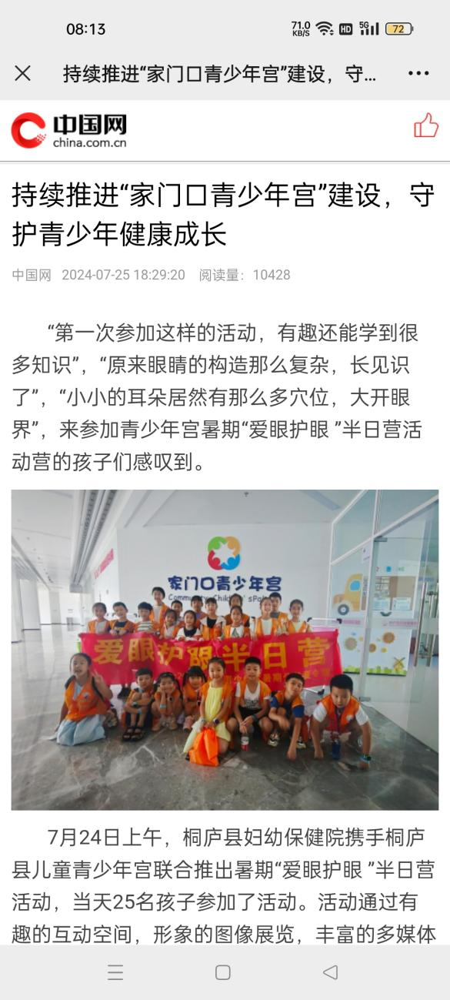 08:13
71.0
KB/S
HD
5G
72
持续推进“家门口青少年宫”建设，守...
中国网
china.com.cn
持续推进“家门口青少年宫”建设，守
护青少年健康成长
中国网 2024-07-25 18:29:20 阅读量：10428
“第一次参加这样的活动，有趣还能学到很
多知识”，“原来眼睛的构造那么复杂，长见识
了”，“小小的耳朵居然有那么多穴位，大开眼
界”，来参加青少年宫暑期“爱眼护眼 ”半日营活
动营的孩子们感叹到。
家门口青少年宫
Community Children'sPal
爱眼护眼半日营
7月24日上午，桐庐县妇幼保健院携手桐庐
县儿童青少年宫联合推出暑期“爱眼护眼 ”半日营
活动，当天25名孩子参加了活动。活动通过有
趣的互动空间，形象的图像展览，丰富的多媒体